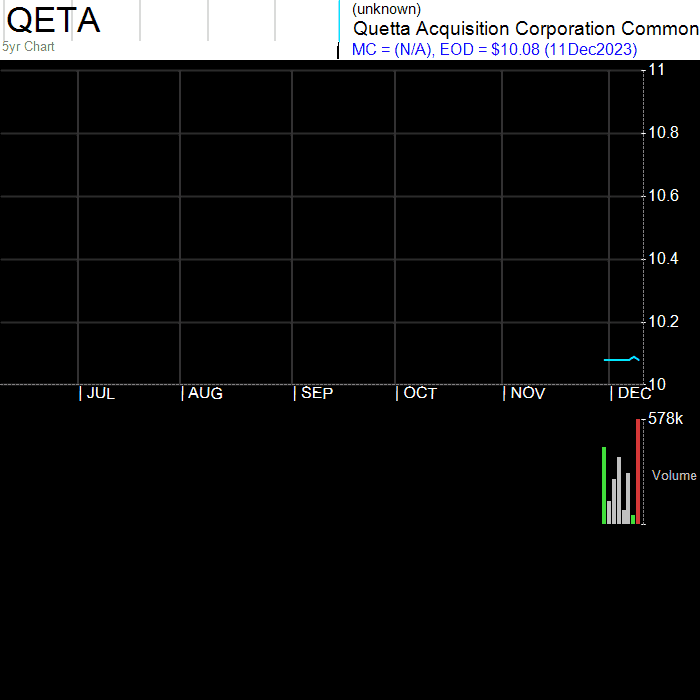 QETA
5yr Chart
(unknown)
Quetta Acquisition Corporation Common
MC = (N/A), EOD = $10.08 (11Dec2023)
11
10.8
10.6
10.4
10.2
10
| JUL | AUG | SEP | OCT | NOV | DEC
578k
Volume